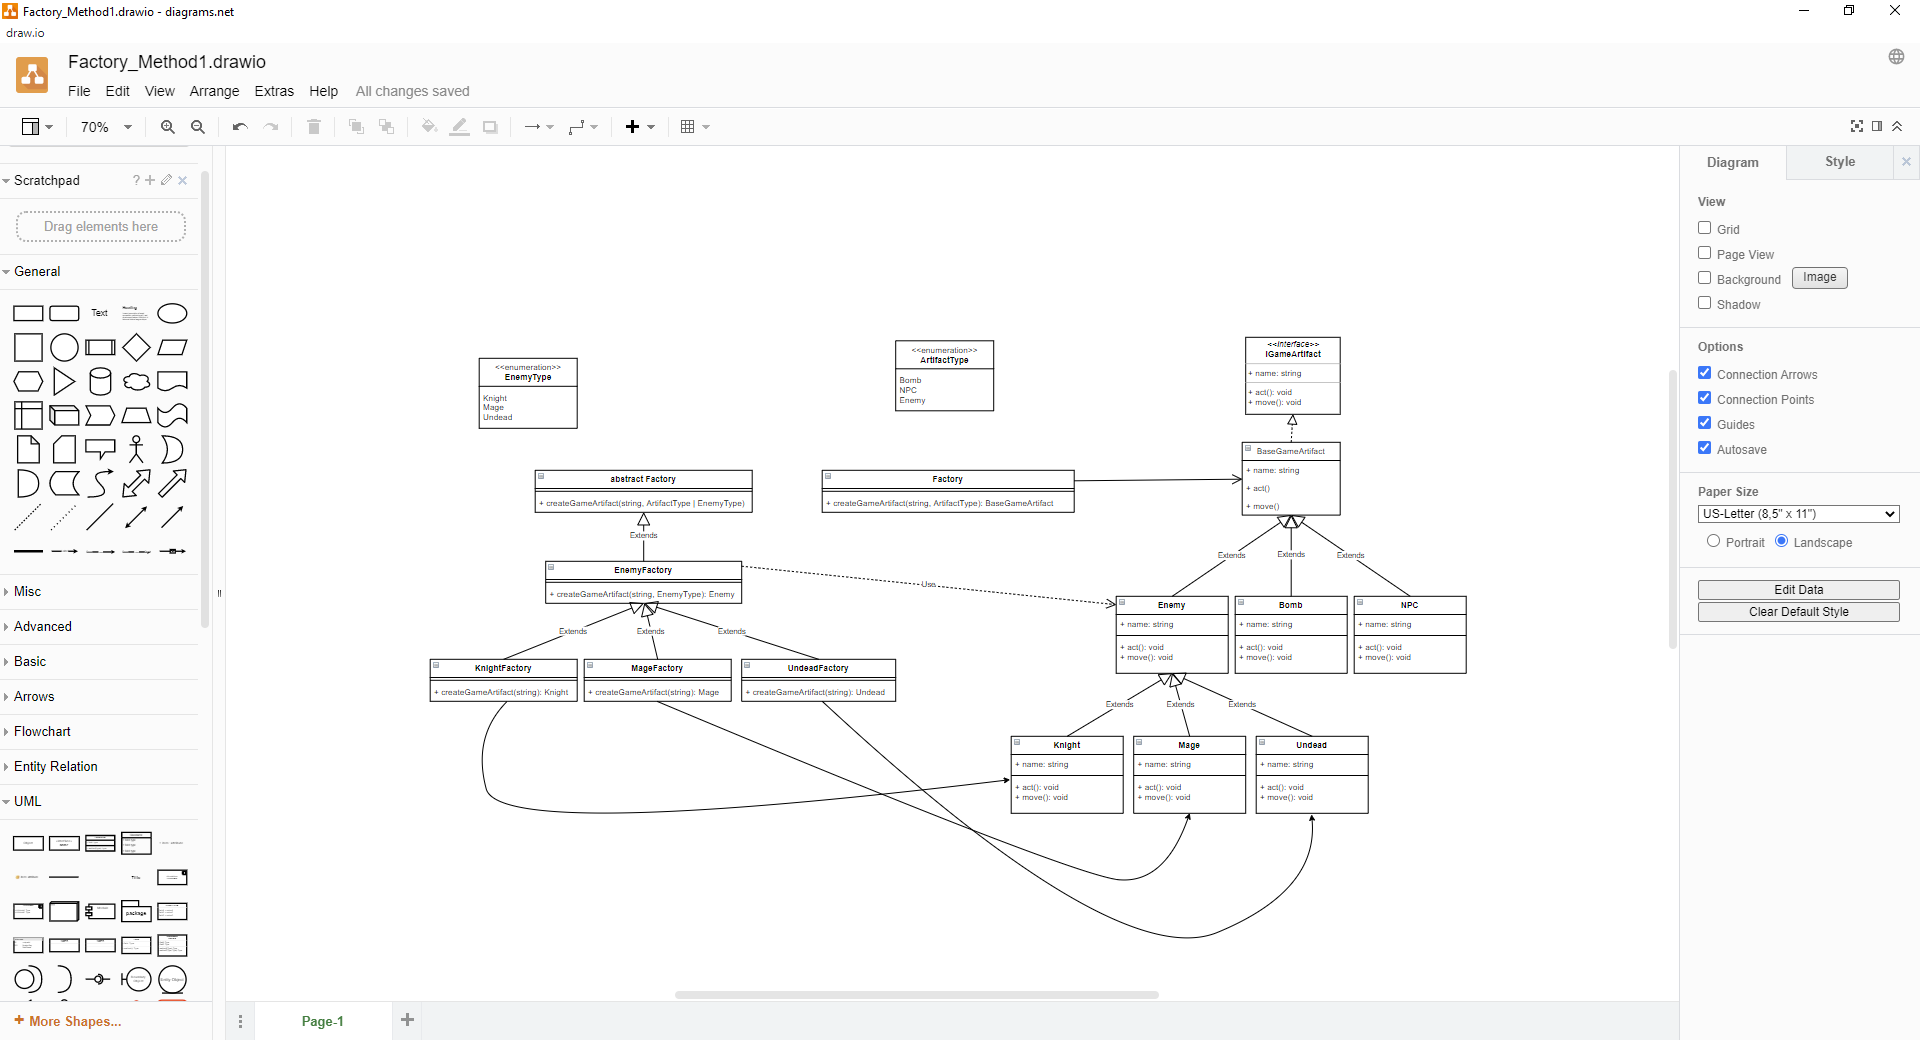 Factory_Method1.drawio - diagrams.net
draw.io
Factory_Method1.drawio
File Edit View Arrange Extras Help All changes saved
70%
Scratchpad
?
Drag elements here
General
Text
Heading
Misc
Advanced
Basic
Arrows
Flowchart
Entity Relation
UML
Title
package
+ More Shapes...
<<enumeration>>
EnemyType
Knight
Mage
Undead
<<enumeration>>
ArtifactType
Bomb
NPC
Enemy
<<interface>>
IGameArtifact
+ name: string
+ act(): void
+ move(): void
BaseGameArtifact
+ name: string
+ act()
+ move()
abstract Factory
+ createGameArtifact(string, ArtifactType | EnemyType)
Factory
+ createGameArtifact(string, ArtifactType): BaseGameArtifact
Extends
EnemyFactory
+ createGameArtifact(string, EnemyType): Enemy
Use
Extends
Extends
Extends
Extends
Extends
Extends
KnightFactory
+ createGameArtifact(string): Knight
MageFactory
+ createGameArtifact(string): Mage
UndeadFactory
+ createGameArtifact(string): Undead
Enemy
+ name: string
+ act(): void
+ move(): void
Bomb
+ name: string
+ act(): void
+ move(): void
NPC
+ name: string
+ act(): void
+ move(): void
Extends
Extends
Extends
Knight
+ name: string
+ act(): void
+ move(): void
Mage
+ name: string
+ act(): void
+ move(): void
Undead
+ name: string
+ act(): void
+ move(): void
Page-1
Diagram Style
View
Grid
Page View
Background Image
Shadow
Options
Connection Arrows
Connection Points
Guides
Autosave
Paper Size
US-Letter (8,5" x 11")
Portrait Landscape
Edit Data
Clear Default Style